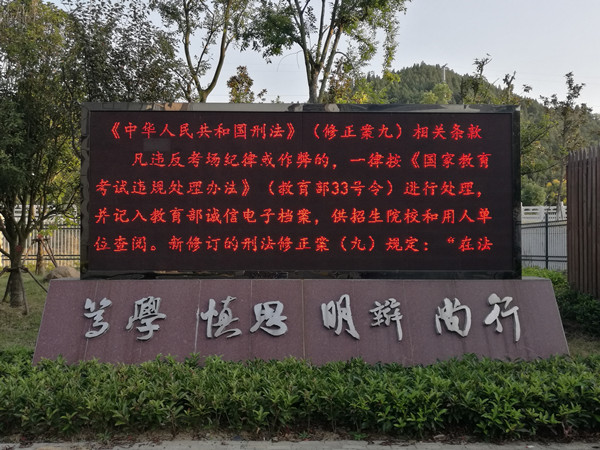 《中华人民共和国刑法》（修正案九）相关条款
凡违反考场纪律或作弊的，一律按《国家教育
考试违规处理办法》（教育部33号令）进行处理，
并记入教育部诚信电子档案，供招生院校和用人单
位查阅。新修订的刑法修正案（九）规定：“在法
笃學 慎思 明辨 尚行